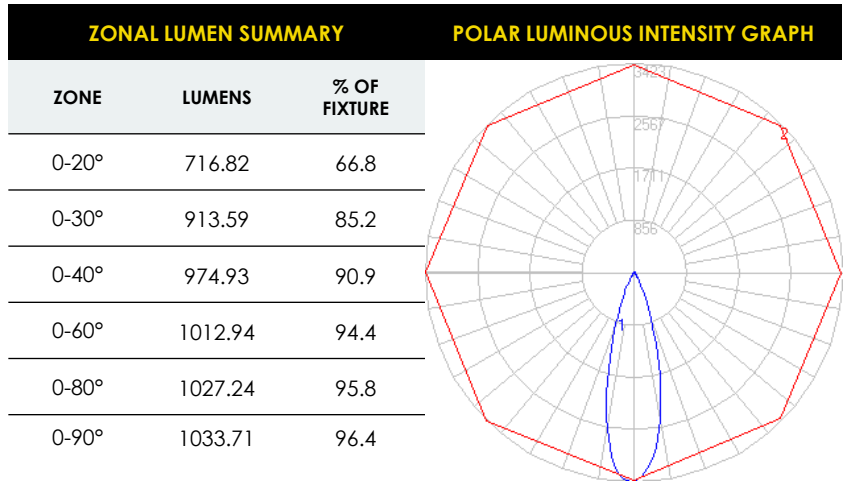 ZONAL LUMEN SUMMARY
ZONE LUMENS % OF FIXTURE
0-20° 716.82 66.8
0-30° 913.59 85.2
0-40° 974.93 90.9
0-60° 1012.94 94.4
0-80° 1027.24 95.8
0-90° 1033.71 96.4
POLAR LUMINOUS INTENSITY GRAPH
3423
2567
2
1711
856
1